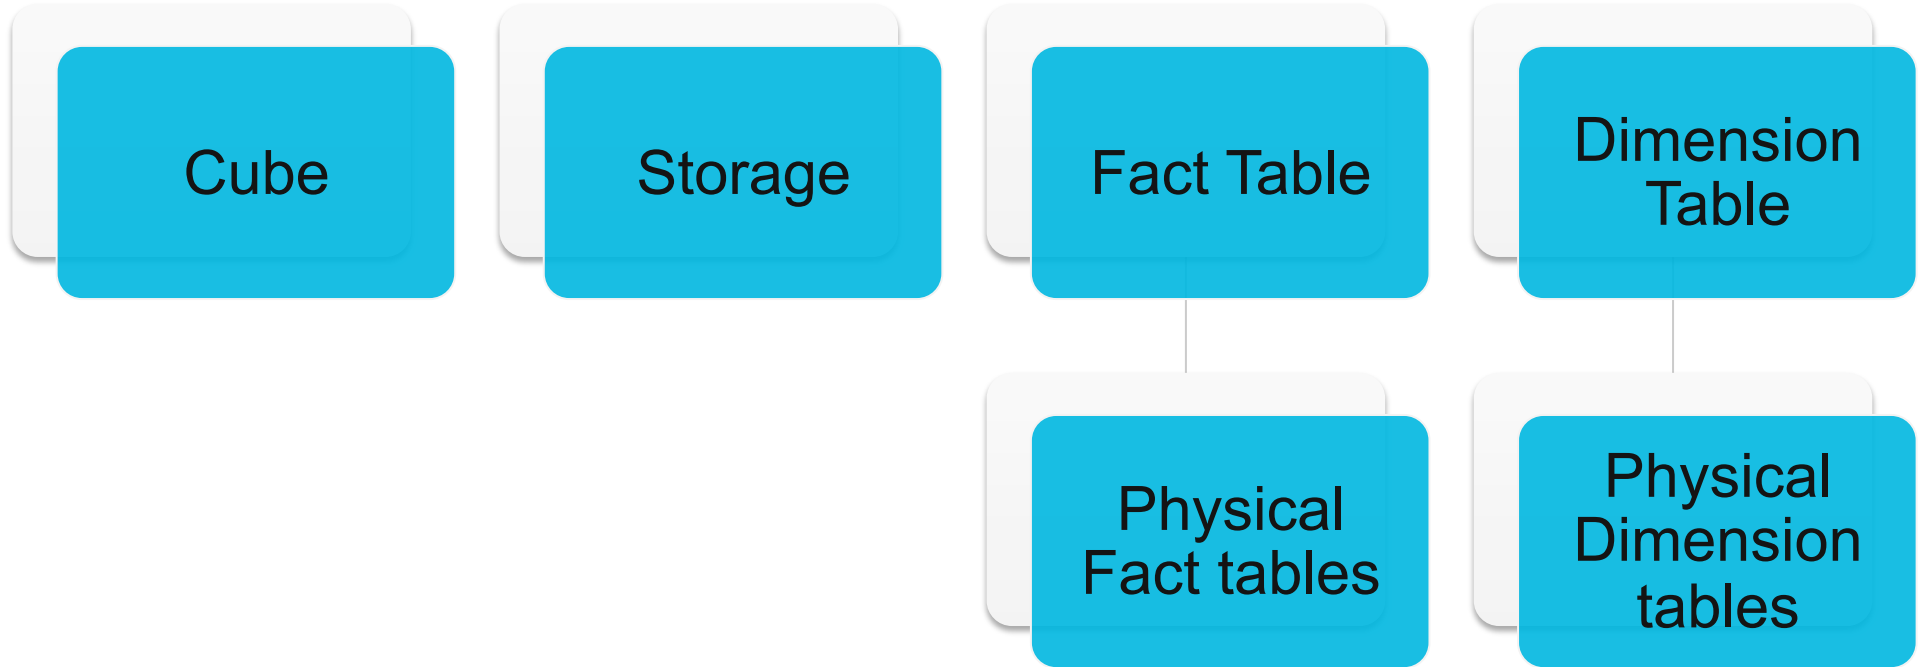 Cube
Storage
Fact Table
Dimension
Table
Physical
Fact tables
Physical
Dimension
tables